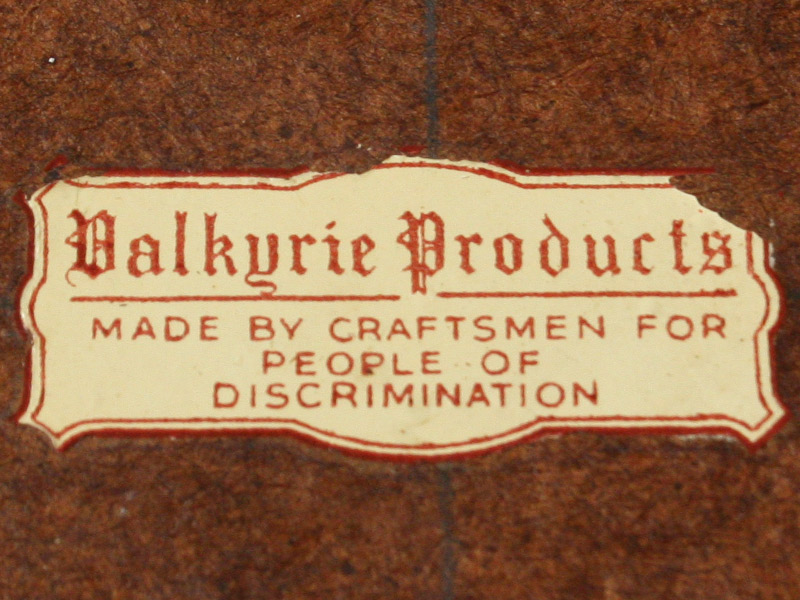 Valkyrie Products
MADE BY CRAFTSMEN FOR
PEOPLE OF
DISCRIMINATION